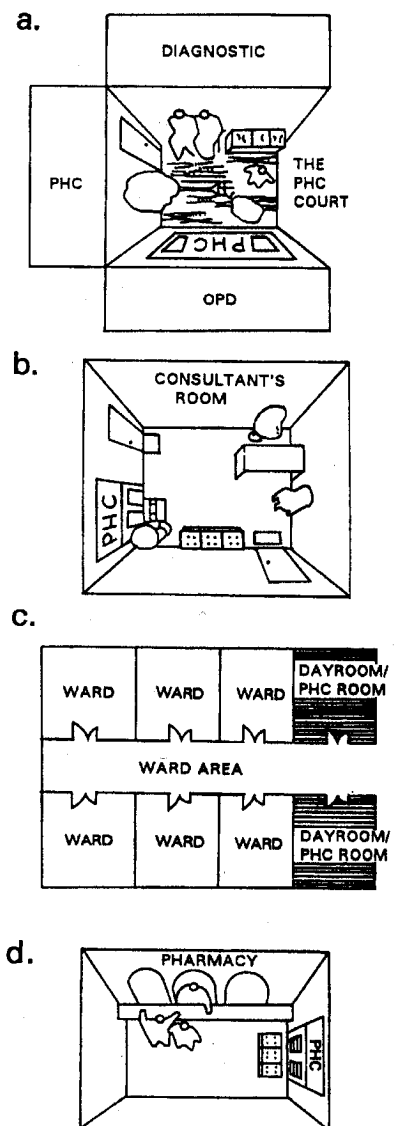 a.
DIAGNOSTIC
PHC
THE
PHC
COURT
PHC
OPD
b.
CONSULTANT'S
ROOM
PHC
c.
WARD
WARD
WARD
DAYROOM/
PHC ROOM
WARD AREA
WARD
WARD
WARD
DAYROOM/
PHC ROOM
d.
PHARMACY
PHC